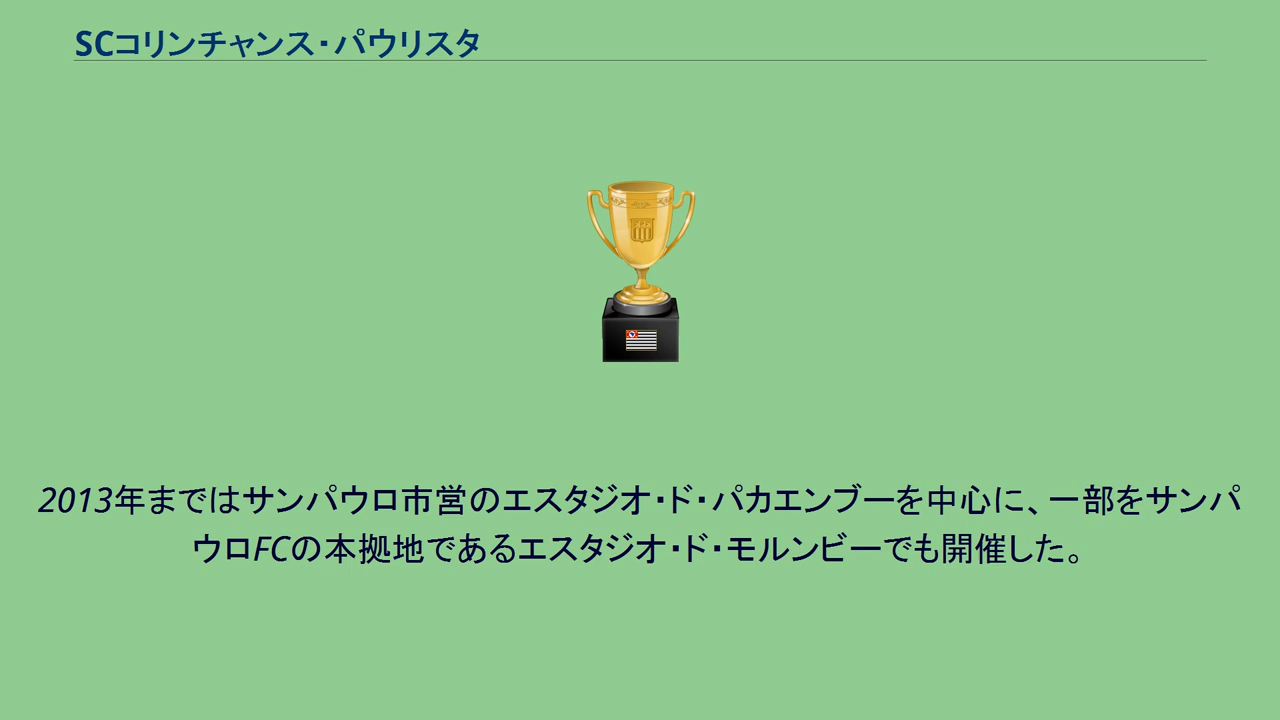 SCコリンチャンス・パウリスタ
2013年まではサンパウロ市営のエスタジオ・ド・パカエンブーを中心に、一部をサンパ
ウロFCの本拠地であるエスタジオ・ド・モルンビーでも開催した。